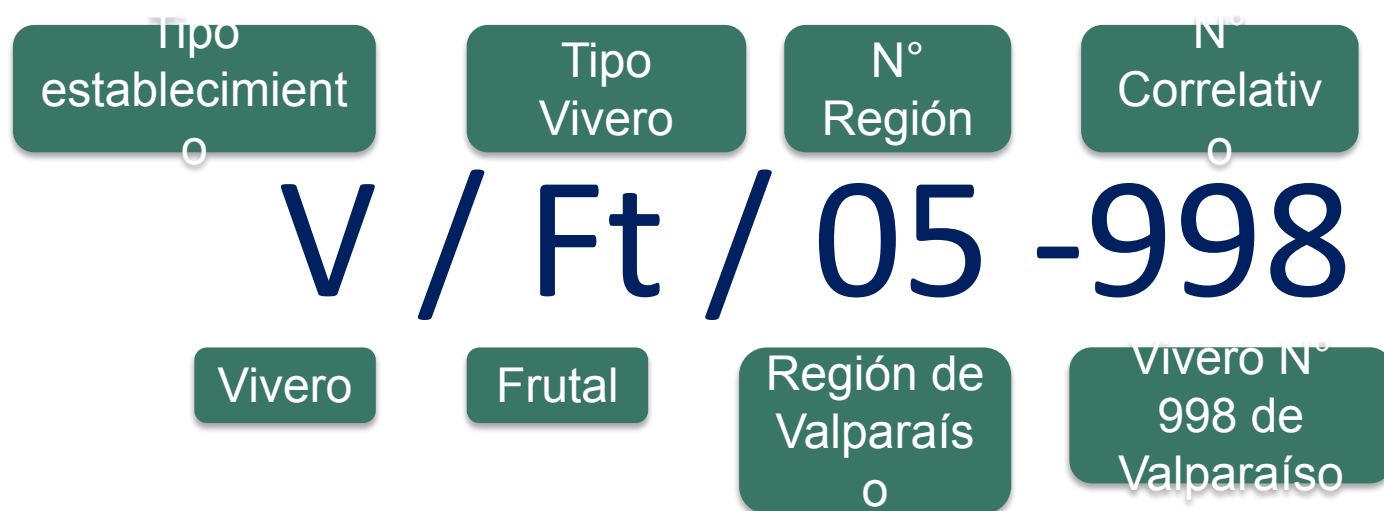 Tipo
establecimient
o
Tipo
Vivero
N°
Región
N°
Correlativ
o
V / Ft / 05 -998
Vivero
Frutal
Región de
Valparaís
o
Vivero N°
998 de
Valparaíso